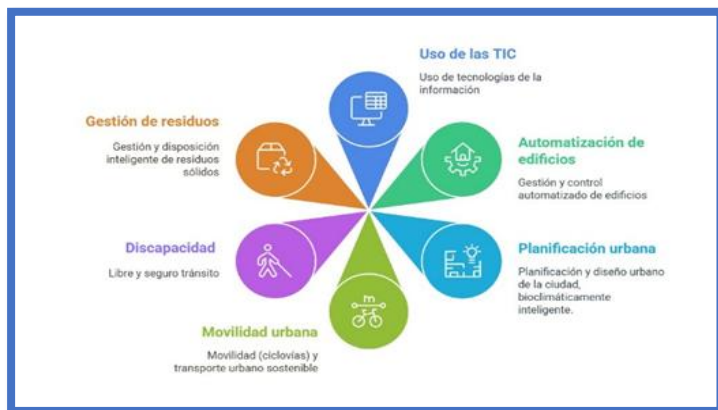 Uso de las TIC
Uso de tecnologías de la
información
Gestión de residuos
Gestión y disposición
inteligente de residuos
sólidos
Automatización de
edificios
Gestión y control
automatizado de edificios
Discapacidad
Libre y seguro tránsito
Planificación urbana
Planificación y diseño urbano
de la ciudad,
bioclimáticamente
inteligente.
m
Movilidad urbana
Movilidad (ciclovías) y
transporte urbano sostenible